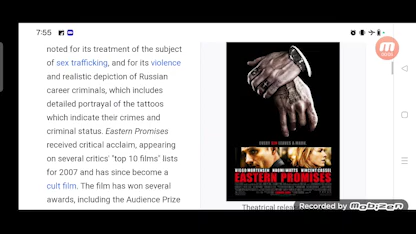 7:55
noted for its treatment of the subject
of sex trafficking, and for its violence
and realistic depiction of Russian
career criminals, which includes
detailed portrayal of the tattoos
which indicate their crimes and
criminal status. Eastern Promises
received critical acclaim, appearing
on several critics' "top 10 films" lists
for 2007 and has since become a
cult film. The film has won several
awards, including the Audience Prize
EVERY SIN LEAVES A MARK.
VIGGO MORTENSEN NAOMI WATTS VINCENT CASSEL
EASTERN PROMISES
Theatrical relea
Recorded by Mobizen